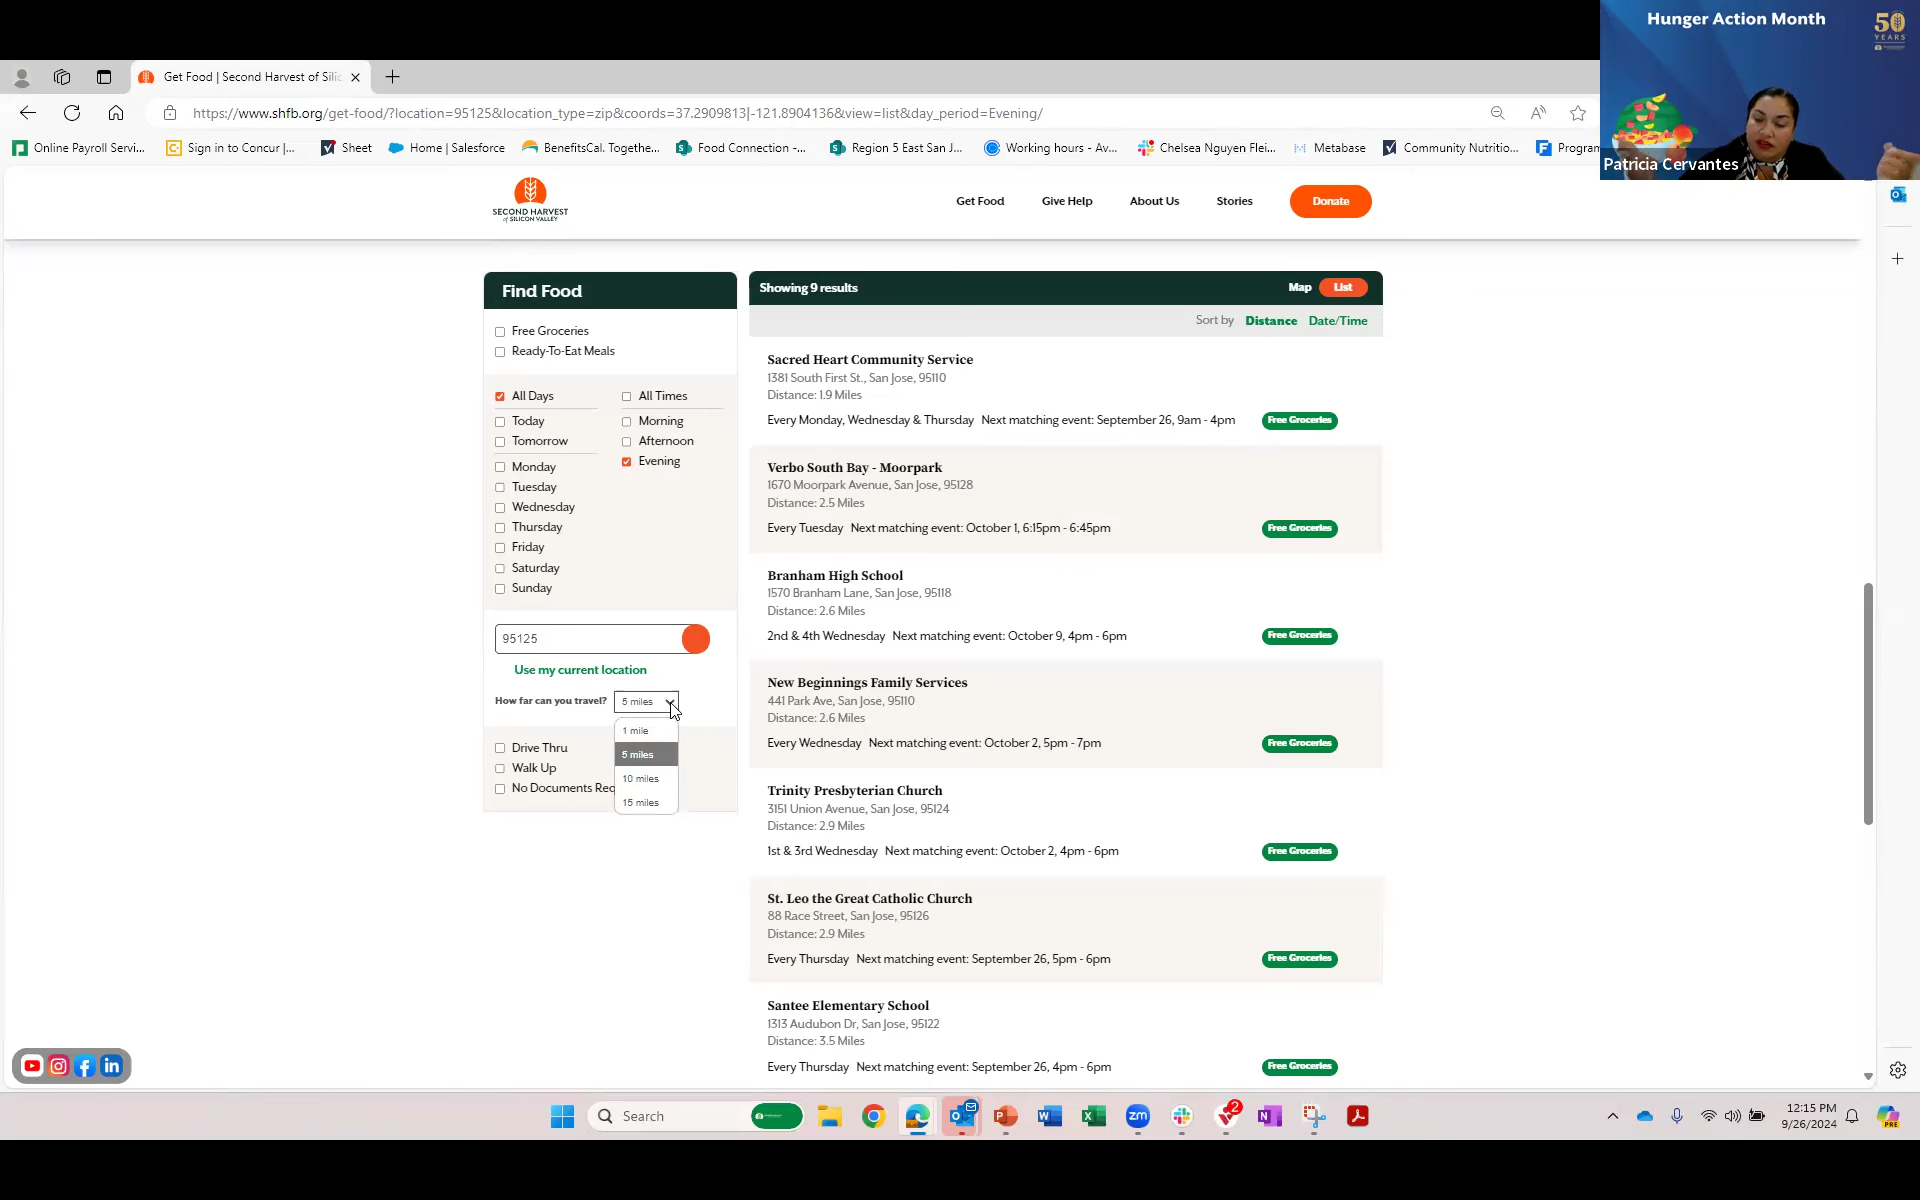 Hunger Action Month
50
YEARS
Patricia Cervantes
Get Food | Second Harvest of Silic
https://www.shfb.org/get-food/?location=95125&location_type=zip&coords=37.2909813|-121.8904136&view=list&day_period=Evening/
Online Payroll Servi...
Sign in to Concur |...
Sheet
Home | Salesforce
BenefitsCal. Togethe...
Food Connection -...
Region 5 East San J...
Working hours - Av...
Chelsea Nguyen Flei...
Metabase
Community Nutritio...
Program
SECOND HARVEST
of SILICON VALLEY
Get Food
Give Help
About Us
Stories
Donate
Find Food
Free Groceries
Ready-To-Eat Meals
All Days
All Times
Today
Morning
Tomorrow
Afternoon
Monday
Evening
Tuesday
Wednesday
Thursday
Friday
Saturday
Sunday
95125
Use my current location
How far can you travel?
5 miles
1 mile
5 miles
10 miles
15 miles
Drive Thru
Walk Up
No Documents Req
Showing 9 results
Map
List
Sort by Distance Date/Time
Sacred Heart Community Service
1381 South First St., San Jose, 95110
Distance: 1.9 Miles
Every Monday, Wednesday & Thursday Next matching event: September 26, 9am - 4pm
Free Groceries
Verbo South Bay - Moorpark
1670 Moorpark Avenue, San Jose, 95128
Distance: 2.5 Miles
Every Tuesday Next matching event: October 1, 6:15pm - 6:45pm
Free Groceries
Branham High School
1570 Branham Lane, San Jose, 95118
Distance: 2.6 Miles
2nd & 4th Wednesday Next matching event: October 9, 4pm - 6pm
Free Groceries
New Beginnings Family Services
441 Park Ave, San Jose, 95110
Distance: 2.6 Miles
Every Wednesday Next matching event: October 2, 5pm - 7pm
Free Groceries
Trinity Presbyterian Church
3151 Union Avenue, San Jose, 95124
Distance: 2.9 Miles
1st & 3rd Wednesday Next matching event: October 2, 4pm - 6pm
Free Groceries
St. Leo the Great Catholic Church
88 Race Street, San Jose, 95126
Distance: 2.9 Miles
Every Thursday Next matching event: September 26, 5pm - 6pm
Free Groceries
Santee Elementary School
1313 Audubon Dr, San Jose, 95122
Distance: 3.5 Miles
Every Thursday Next matching event: September 26, 4pm - 6pm
Free Groceries
Search
2
12:15 PM
9/26/2024
PRE